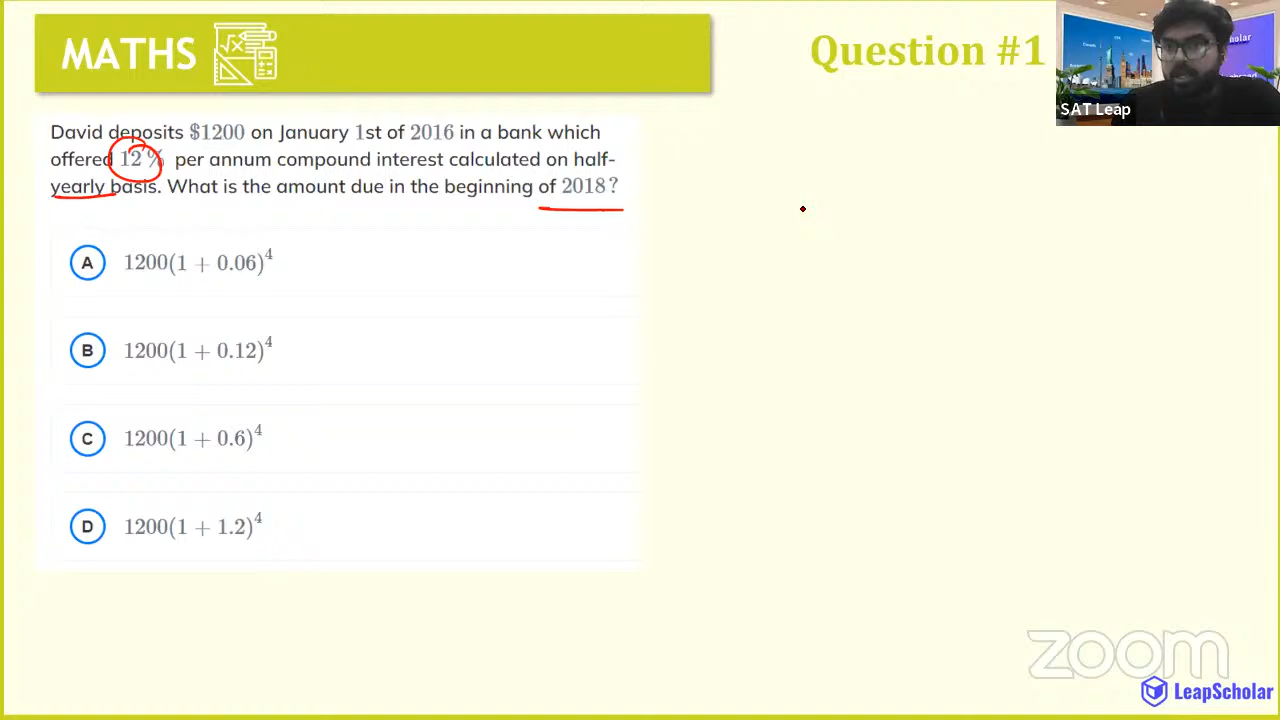 MATHS
Question #1
SAT Leap
David deposits $1200 on January 1st of 2016 in a bank which
offered 12% per annum compound interest calculated on half-
yearly basis. What is the amount due in the beginning of 2018?
A 1200(1 + 0.06)^4
B 1200(1 + 0.12)^4
C 1200(1 + 0.6)^4
D 1200(1 + 1.2)^4
zoom
LeapScholar